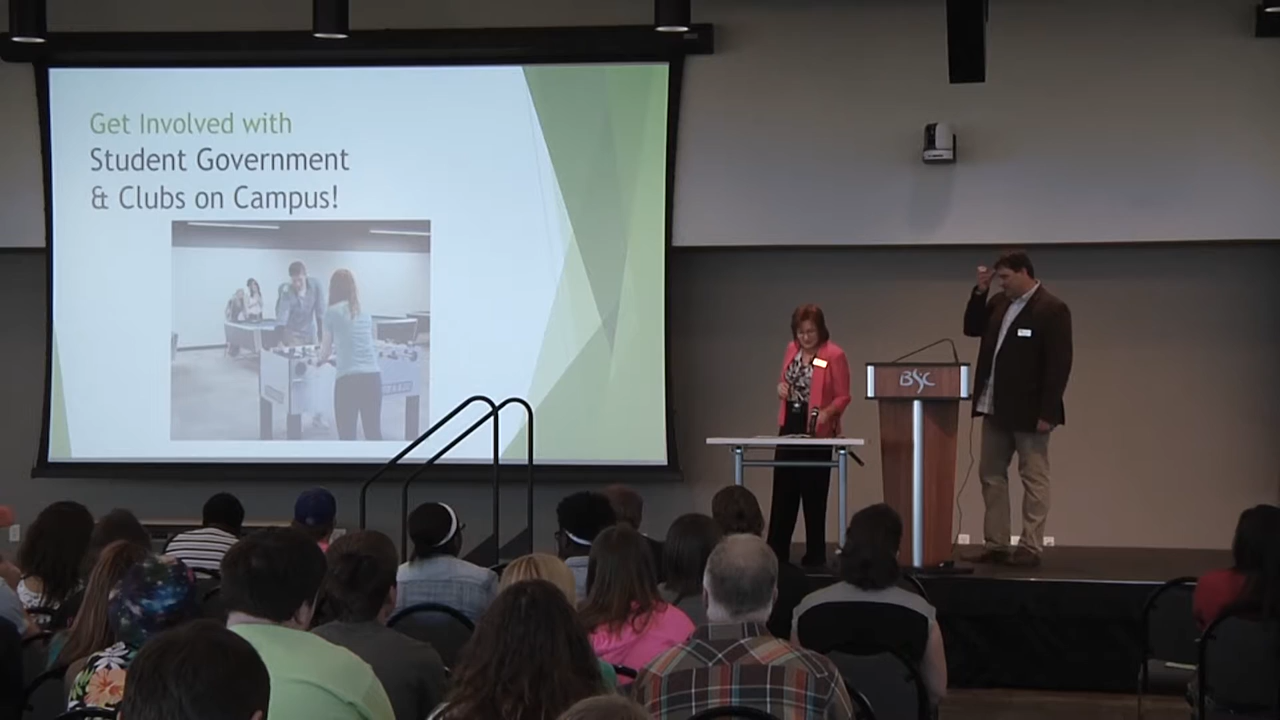 Get Involved with
Student Government
& Clubs on Campus!
BSC